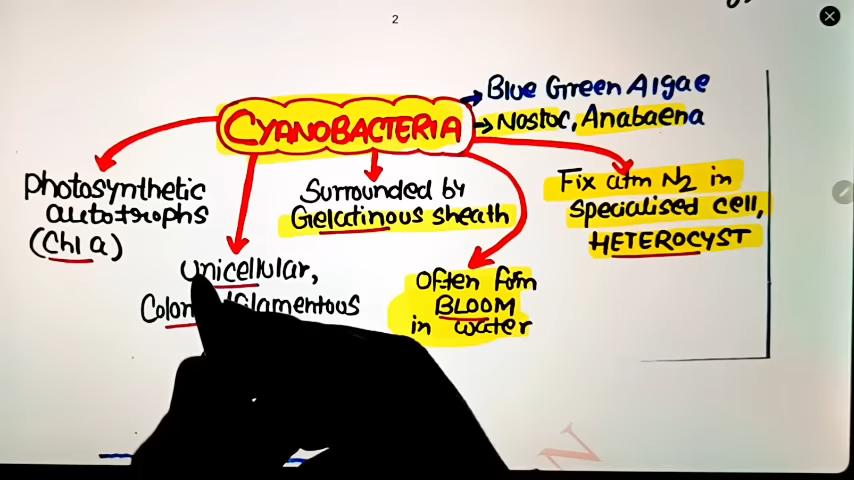 2
Blue Green Algae
CYANOBACTERIA
Nostoc, Anabaena
Photosynthetic
autotrophs
(Chl a)
Surrounded by
Gelatinous sheath
Fix atm N2 in
specialised cell,
HETEROCYST
Unicellular,
filamentous
Often form
BLOOM
in water
N